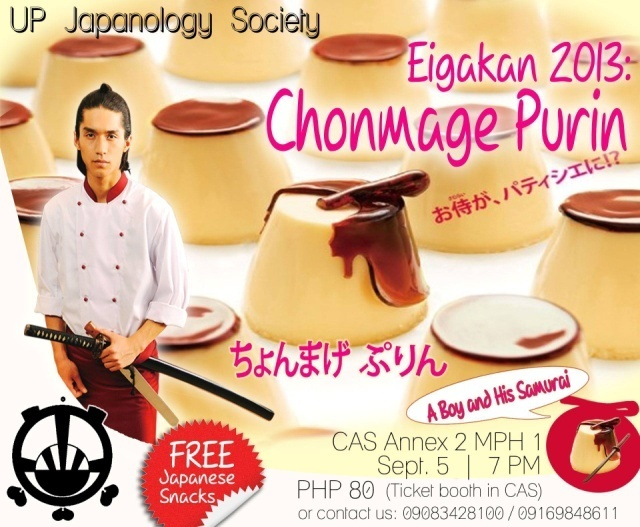 UP Japanology Society
Eigakan 2013:
Chonmage Purin
お侍が、パティシエに!?
ちょんまげ ぷりん
A Boy and His Samurai
CAS Annex 2 MPH 1
Sept. 5 | 7 PM
PHP 80 (Ticket booth in CAS)
or contact us: 09083428100 / 09169848611
FREE
Japanese
Snacks